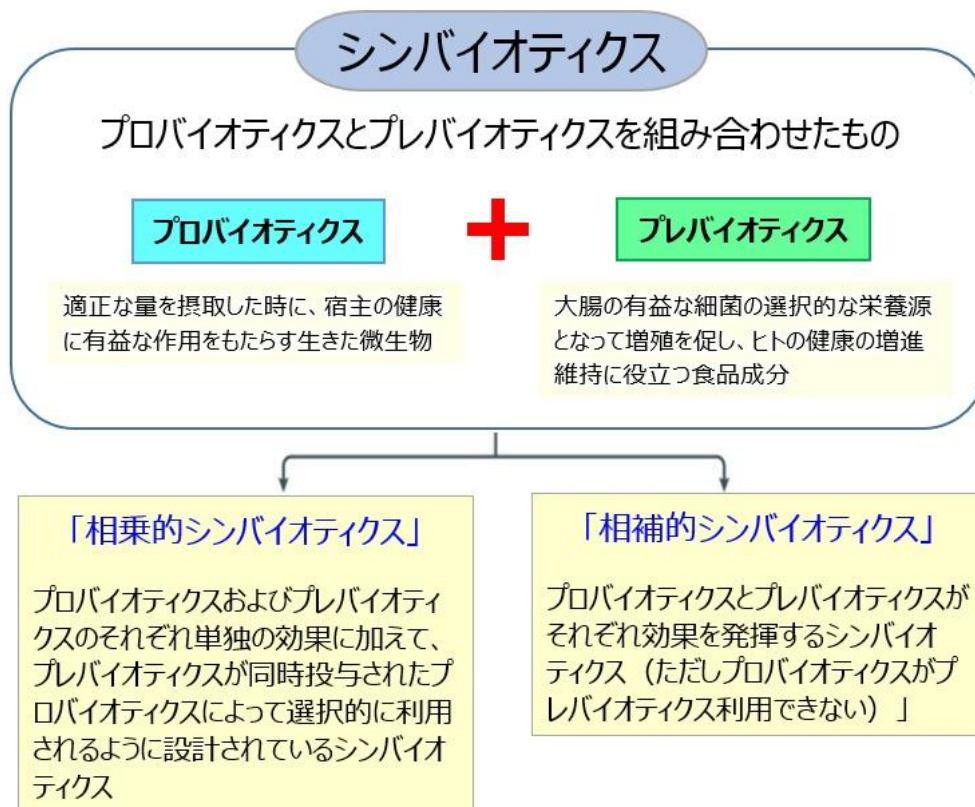 シンバイオティクス
プロバイオティクスとプレバイオティクスを組み合わせたもの
プロバイオティクス
プレバイオティクス
適正な量を摂取した時に、宿主の健康
に有益な作用をもたらす生きた微生物
大腸の有益な細菌の選択的な栄養源
となって増殖を促し、ヒトの健康の増進
維持に役立つ食品成分
「相乗的シンバイオティクス」
プロバイオティクスおよびプレバイオティ
クスのそれぞれ単独の効果に加えて、
プレバイオティクスが同時投与されたプ
ロバイオティクスによって選択的に利用
されるように設計されているシンバイオ
ティクス
「相補的シンバイオティクス」
プロバイオティクスとプレバイオティクスが
それぞれ効果を発揮するシンバイオ
ティクス（ただしプロバイオティクスがプ
レバイオティクス利用できない）」